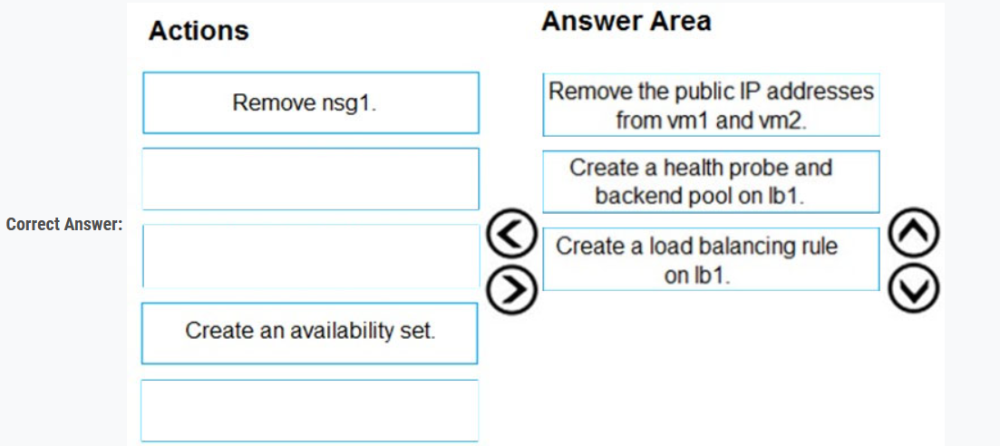 Actions
Answer Area
Remove nsg1.
Remove the public IP addresses
from vm1 and vm2.
Create a health probe and
backend pool on lb1.
Correct Answer:
Create a load balancing rule
on lb1.
Create an availability set.